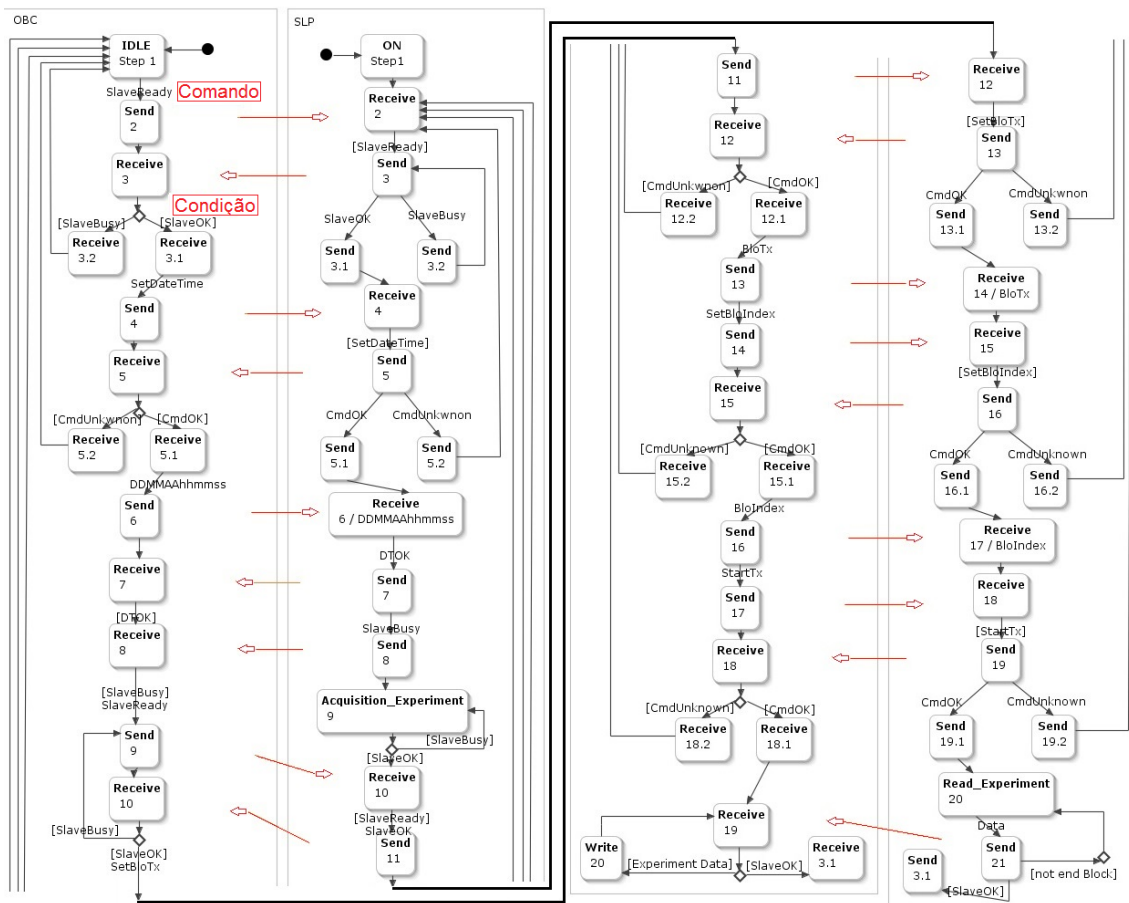 OBC
IDLE
Step 1
SlaveReady
Comando
Send
2
Receive
3
Condição
[SlaveBusy]
[SlaveOK]
Receive
3.2
Receive
3.1
SetDateTime
Send
4
Receive
5
[CmdUnkwnon]
[CmdOK]
Receive
5.2
Receive
5.1
DDMMAAhhmmss
Send
6
Receive
7
[DTOK]
Receive
8
[SlaveBusy]
SlaveReady
Send
9
Receive
10
[SlaveBusy]
[SlaveOK]
SetBloTx
SLP
ON
Step1
Receive
2
[SlaveReady]
Send
3
SlaveOK
SlaveBusy
Send
3.1
Send
3.2
Receive
4
[SetDateTime]
Send
5
CmdOK
CmdUnkwnon
Send
5.1
Send
5.2
Receive
6 / DDMMAAhhmmss
DTOK
Send
7
SlaveBusy
Send
8
Acquisition_Experiment
9
[SlaveBusy]
[SlaveOK]
Receive
10
[SlaveReady]
SlaveOK
Send
11
Send
11
Receive
12
[CmdUnkwnon]
[CmdOK]
Receive
12.2
Receive
12.1
BloTx
Send
13
SetBloIndex
Send
14
Receive
15
[CmdUnknown]
[CmdOK]
Receive
15.2
Receive
15.1
BloIndex
Send
16
StartTx
Send
17
Receive
18
[CmdUnknown]
[CmdOK]
Receive
18.2
Receive
18.1
Receive
19
Write
20
[Experiment Data]
[SlaveOK]
Receive
3.1
Receive
12
[SetBloTx]
Send
13
CmdOK
CmdUnkwnon
Send
13.1
Send
13.2
Receive
14 / BloTx
Receive
15
[SetBloIndex]
Send
16
CmdOK
CmdUnknown
Send
16.1
Send
16.2
Receive
17 / BloIndex
Receive
18
[StartTx]
Send
19
CmdOK
CmdUnknown
Send
19.1
Send
19.2
Read_Experiment
20
Data
Send
21
[not end Block]
Send
3.1
[SlaveOK]